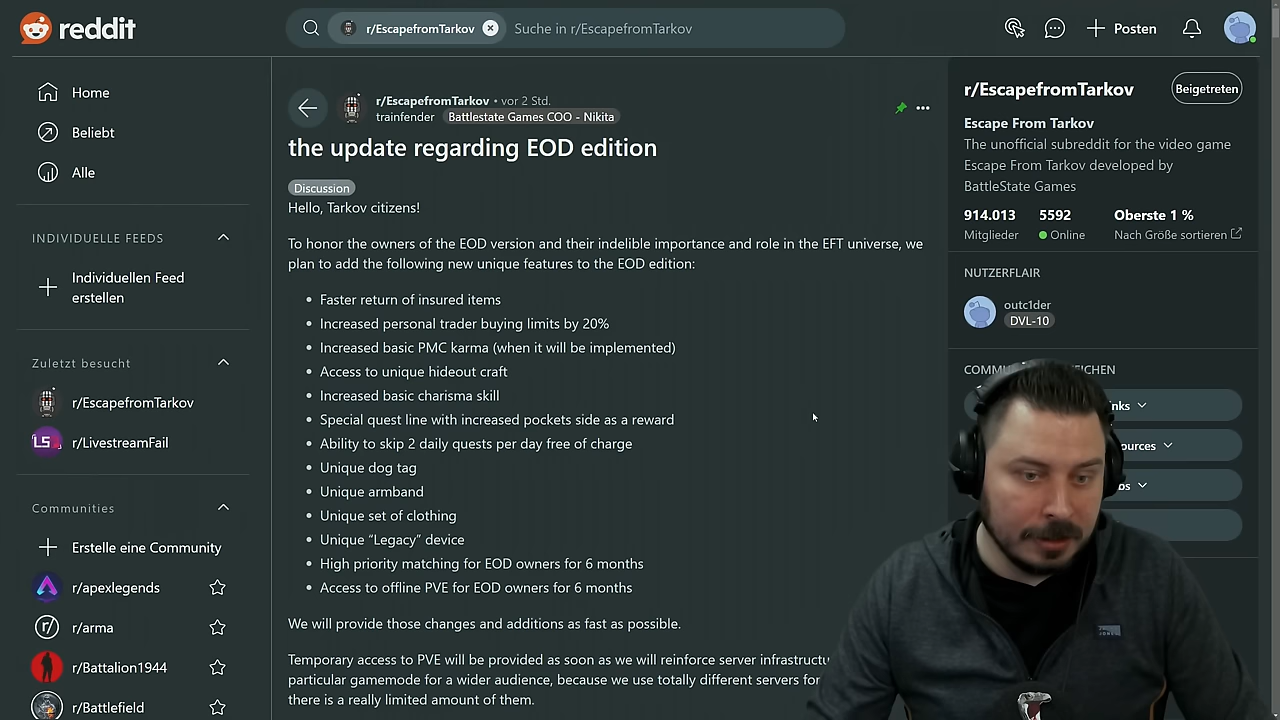 reddit
r/EscapefromTarkov
Suche in r/EscapefromTarkov
Posten
Home
Beliebt
Alle
INDIVIDUELLE FEEDS
Individuellen Feed
erstellen
Zuletzt besucht
r/EscapefromTarkov
r/LivestreamFail
Communities
Erstelle eine Community
r/apexlegends
r/arma
r/Battalion1944
r/Battlefield
r/EscapefromTarkov • vor 2 Std.
trainfender Battlestate Games COO - Nikita
the update regarding EOD edition
Discussion
Hello, Tarkov citizens!
To honor the owners of the EOD version and their indelible importance and role in the EFT universe, we
plan to add the following new unique features to the EOD edition:
• Faster return of insured items
• Increased personal trader buying limits by 20%
• Increased basic PMC karma (when it will be implemented)
• Access to unique hideout craft
• Increased basic charisma skill
• Special quest line with increased pockets side as a reward
• Ability to skip 2 daily quests per day free of charge
• Unique dog tag
• Unique armband
• Unique set of clothing
• Unique “Legacy” device
• High priority matching for EOD owners for 6 months
• Access to offline PVE for EOD owners for 6 months
We will provide those changes and additions as fast as possible.
Temporary access to PVE will be provided as soon as we will reinforce server
particular gamemode for a wider audience, because we use totally different servers for
there is a really limited amount of them.
r/EscapefromTarkov
Beigetreten
Escape From Tarkov
The unofficial subreddit for the video game
Escape From Tarkov developed by
BattleState Games
914.013 5592 Oberste 1 %
Mitglieder Online Nach Größe sortieren
NUTZERFLAIR
outc1der
DVL-10